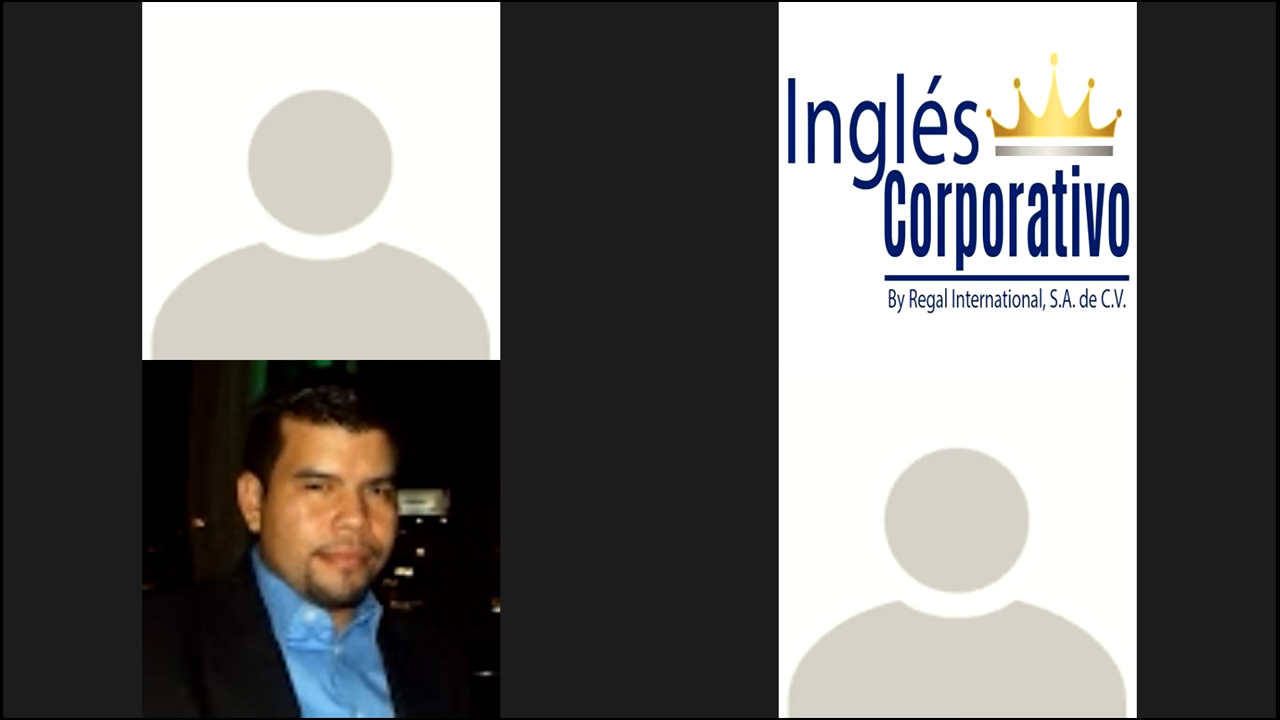 Inglés
Corporativo
By Regal International, S.A. de C.V.